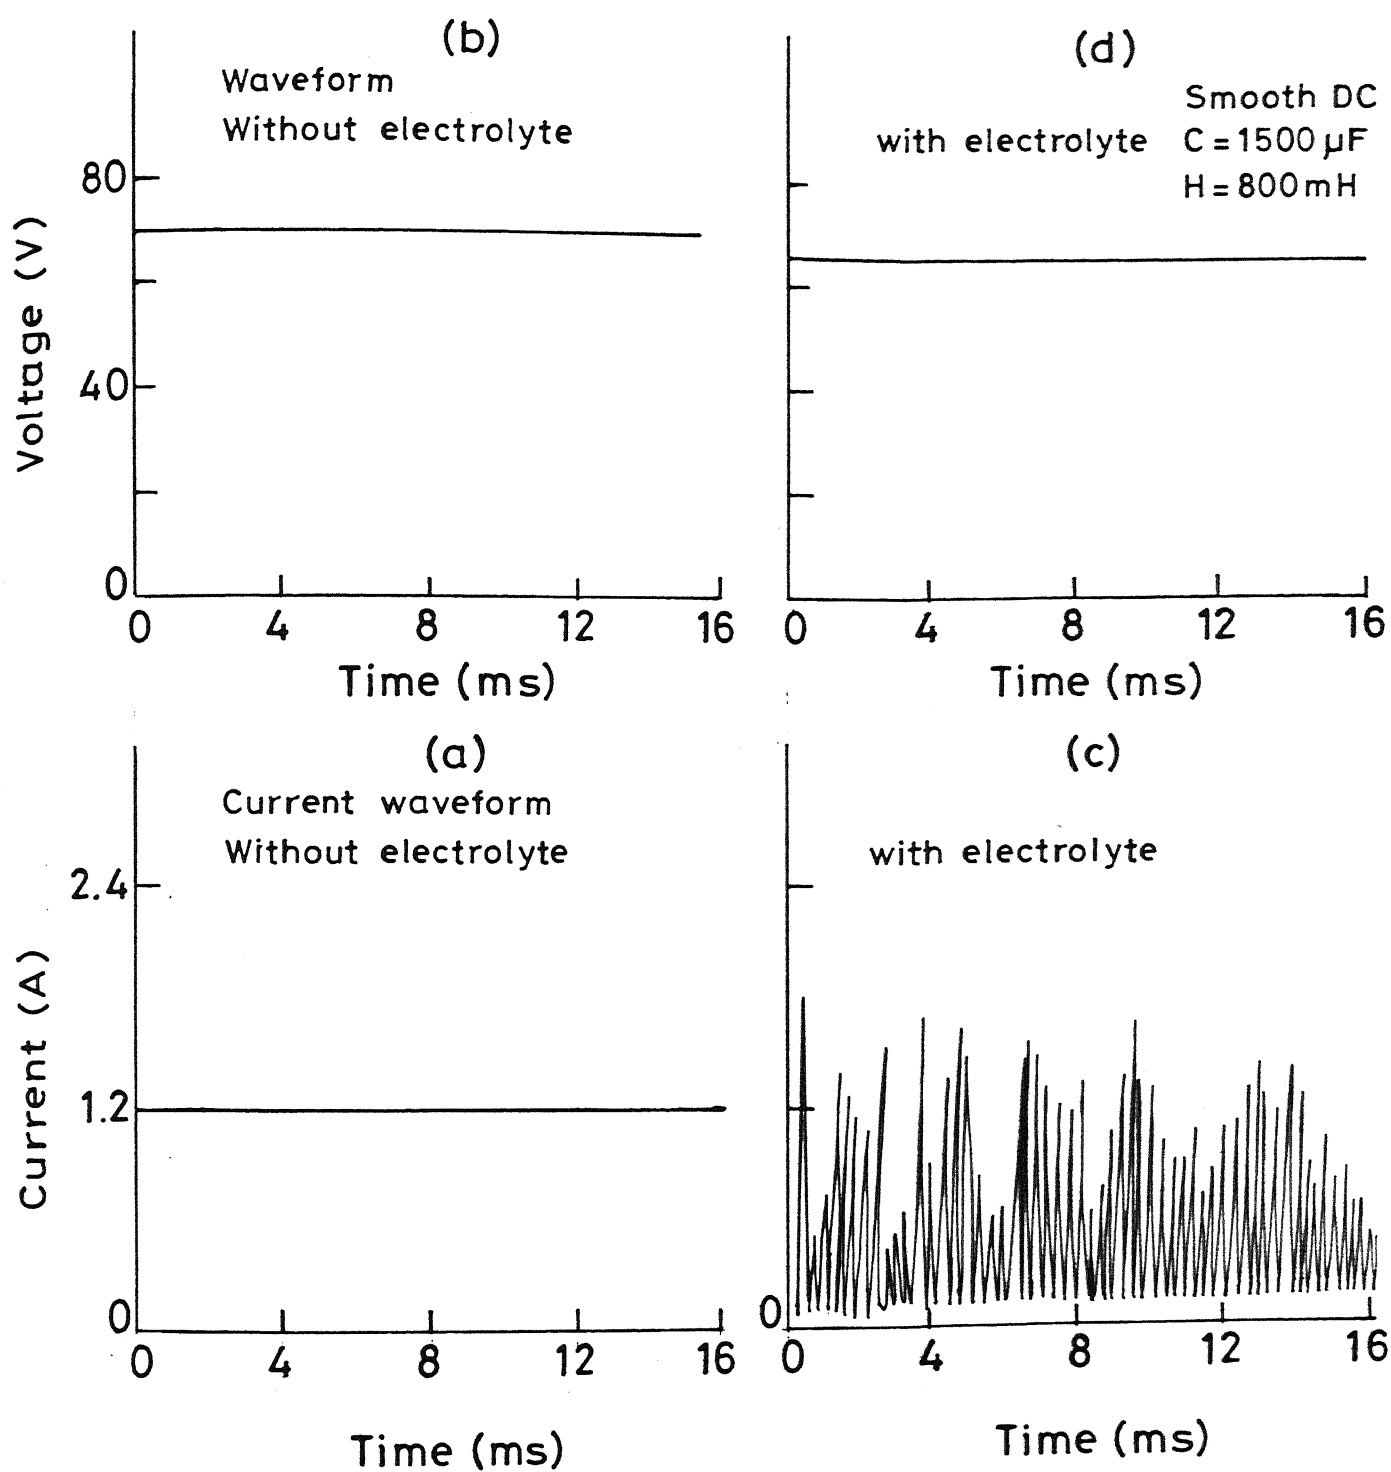 (b)
Waveform
Without electrolyte
80
40
0
Voltage (V)
0 4 8 12 16
Time (ms)
(d)
Smooth DC
with electrolyte C = 1500 µF
H = 800 mH
0 4 8 12 16
Time (ms)
(a)
Current waveform
Without electrolyte
2.4
1.2
0
Current (A)
0 4 8 12 16
Time (ms)
(c)
with electrolyte
0
0 4 8 12 16
Time (ms)